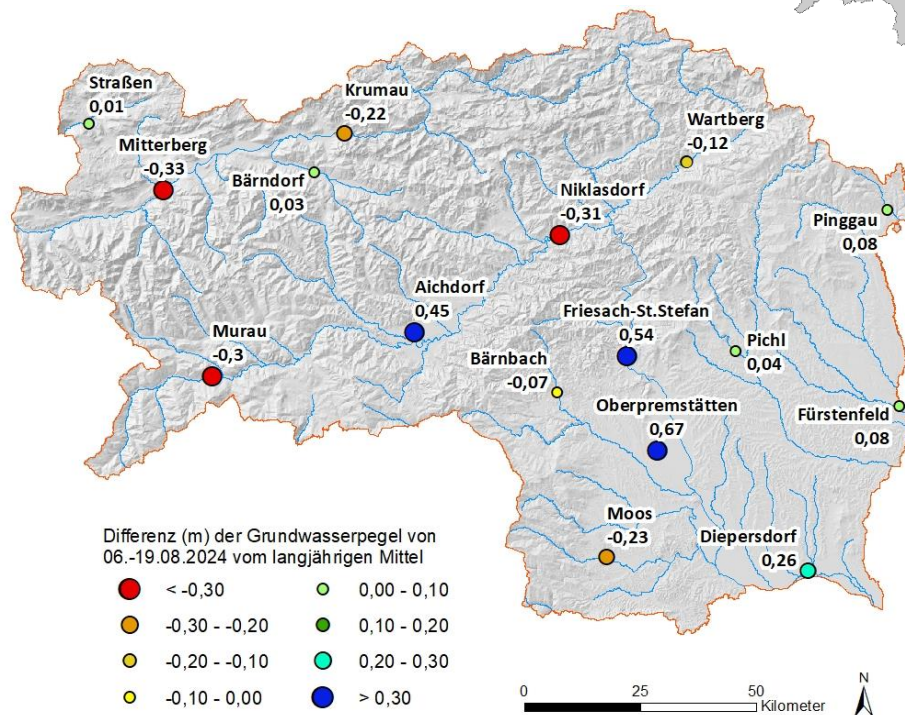 Straßen
0,01
Krumau
-0,22
Wartberg
-0,12
Mitterberg
-0,33
Bärndorf
0,03
Niklasdorf
-0,31
Pinggau
0,08
Aichdorf
0,45
Friesach-St.Stefan
0,54
Murau
-0,3
Pichl
0,04
Bärnbach
-0,07
Oberpremstätten
0,67
Fürstenfeld
0,08
Moos
-0,23
Diepersdorf
0,26
Differenz (m) der Grundwasserpegel von
06.-19.08.2024 vom langjährigen Mittel
< -0,30
-0,30 - -0,20
-0,20 - -0,10
-0,10 - 0,00
0,00 - 0,10
0,10 - 0,20
0,20 - 0,30
> 0,30
0 25 50
Kilometer
N